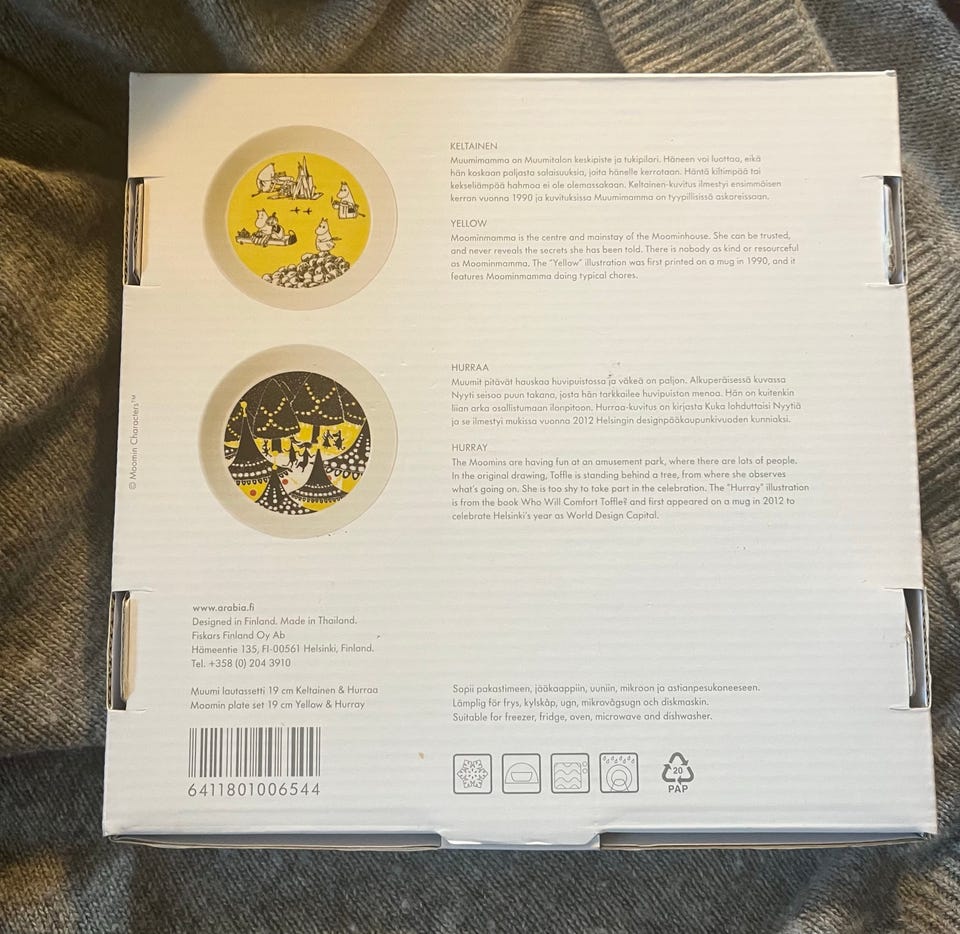 KELTAINEN
Muumimamma on Muumitalon keskipiste ja tukipilari. Häneen voi luottaa, eikä
hän koskaan paljasta salaisuuksia, joita hänelle kerrotaan. Häntä kiltimpää tai
kekseliämpää hahmoa ei ole olemassakaan. Keltainen-kuvitus ilmestyi ensimmäisen
kerran vuonna 1990 ja kuvituksissa Muumimamma on tyypillisissä askareissaan.
YELLOW
Moominmamma is the centre and mainstay of the Moominhouse. She can be trusted,
and never reveals the secrets she has been told. There is nobody as kind or resourceful
as Moominmamma. The "Yellow" illustration was first printed on a mug in 1990, and it
features Moominmamma doing typical chores.
HURRAA
Muumit pitävät hauskaa huvipuistossa ja väkeä on paljon. Alkuperäisessä kuvassa
Nyyti seisoo puun takana, josta hän tarkkailee huvipuiston menoa. Hän on kuitenkin
liian arka osallistumaan ilonpitoon. Hurraa-kuvitus on kirjasta Kuka lohduttaisi Nyytiä
ja se ilmestyi mukissa vuonna 2012 Helsingin designpääkaupunkivuoden kunniaksi.
HURRAY
The Moomins are having fun at an amusement park, where there are lots of people.
In the original drawing, Toffle is standing behind a tree, from where she observes
what's going on. She is too shy to take part in the celebration. The "Hurray" illustration
is from the book Who Will Comfort Toffle? and first appeared on a mug in 2012 to
celebrate Helsinki's year as World Design Capital.
© Moomin Characters™
www.arabia.fi
Designed in Finland. Made in Thailand.
Fiskars Finland Oy Ab
Hämeentie 135, FI-00561 Helsinki, Finland.
Tel. +358 (0) 204 3910
Muumi lautassetti 19 cm Keltainen & Hurraa
Moomin plate set 19 cm Yellow & Hurray
6411801006544
Sopii pakastimeen, jääkaappiin, uuniin, mikroon ja astianpesukoneeseen.
Lämplig för frys, kylskåp, ugn, mikrovågsugn och diskmaskin.
Suitable for freezer, fridge, oven, microwave and dishwasher.
20
PAP